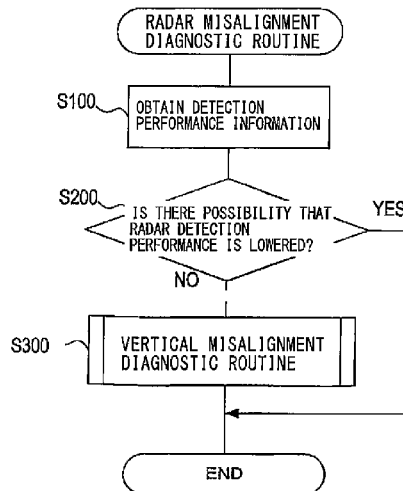 RADAR MISALIGNMENT
DIAGNOSTIC ROUTINE
S100
OBTAIN DETECTION
PERFORMANCE INFORMATION
S200
IS THERE POSSIBILITY THAT
RADAR DETECTION
PERFORMANCE IS LOWERED?
YES
NO
S300
VERTICAL MISALIGNMENT
DIAGNOSTIC ROUTINE
END